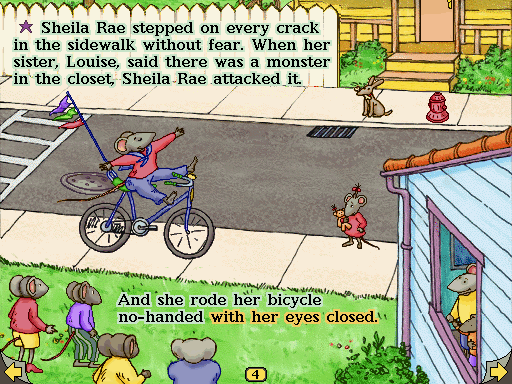 Sheila Rae stepped on every crack
in the sidewalk without fear. When her
sister, Louise, said there was a monster
in the closet, Sheila Rae attacked it.
And she rode her bicycle
no-handed with her eyes closed.
4